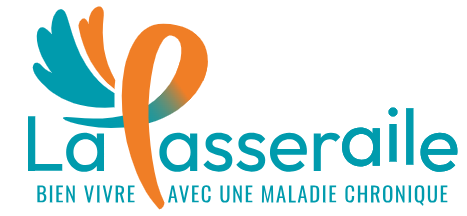 La Passeraile
BIEN VIVRE AVEC UNE MALADIE CHRONIQUE